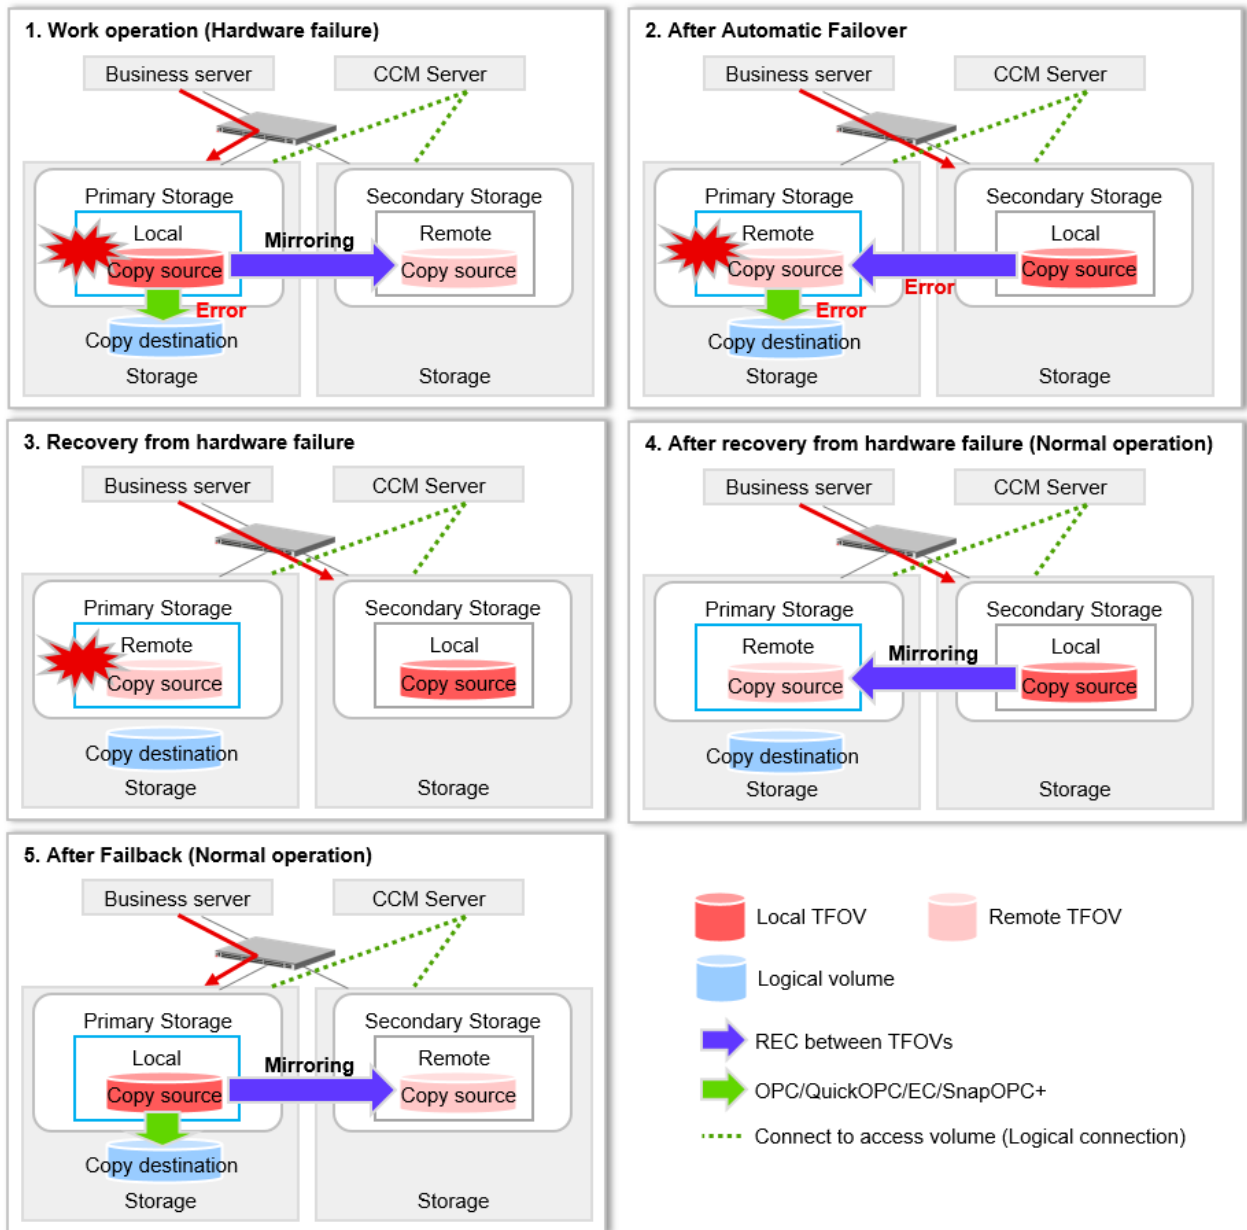 1. Work operation (Hardware failure)
Business server
CCM Server
Primary Storage
Secondary Storage
Local
Mirroring
Remote
Copy source
Copy source
Error
Copy destination
Storage
Storage
2. After Automatic Failover
Business server
CCM Server
Primary Storage
Secondary Storage
Remote
Local
Copy source
Error
Copy source
Error
Copy destination
Storage
Storage
3. Recovery from hardware failure
Business server
CCM Server
Primary Storage
Secondary Storage
Remote
Local
Copy source
Copy source
Copy destination
Storage
Storage
4. After recovery from hardware failure (Normal operation)
Business server
CCM Server
Primary Storage
Secondary Storage
Remote
Mirroring
Local
Copy source
Copy source
Copy destination
Storage
Storage
5. After Failback (Normal operation)
Business server
CCM Server
Primary Storage
Secondary Storage
Local
Mirroring
Remote
Copy source
Copy source
Copy destination
Storage
Storage
Local TFOV
Remote TFOV
Logical volume
REC between TFOVs
OPC/QuickOPC/EC/SnapOPC+
Connect to access volume (Logical connection)